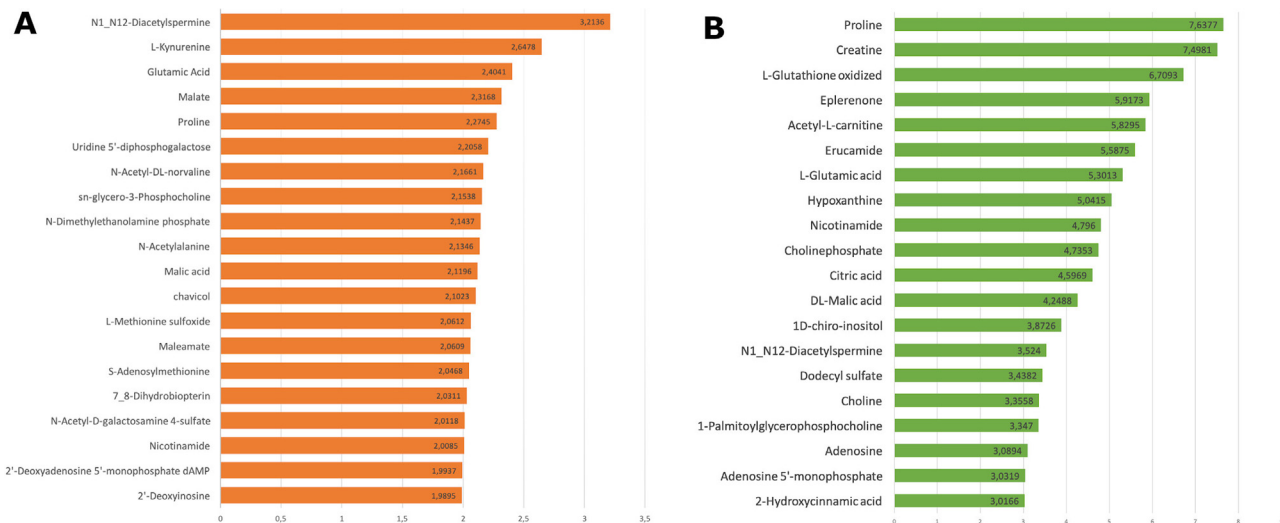 A
N1_N12-Diacetylspermine 3,2136
L-Kynurenine 2,6478
Glutamic Acid 2,4041
Malate 2,3168
Proline 2,2745
Uridine 5'-diphosphogalactose 2,2058
N-Acetyl-DL-norvaline 2,1661
sn-glycero-3-Phosphocholine 2,1538
N-Dimethylethanolamine phosphate 2,1437
N-Acetylalanine 2,1346
Malic acid 2,1196
chavicol 2,1023
L-Methionine sulfoxide 2,0612
Maleamate 2,0609
S-Adenosylmethionine 2,0468
7_8-Dihydrobiopterin 2,0311
N-Acetyl-D-galactosamine 4-sulfate 2,0118
Nicotinamide 2,0085
2'-Deoxyadenosine 5'-monophosphate dAMP 1,9937
2'-Deoxyinosine 1,9895
0 0,5 1 1,5 2 2,5 3 3,5
B
Proline 7,6377
Creatine 7,4981
L-Glutathione oxidized 6,7093
Eplerenone 5,9173
Acetyl-L-carnitine 5,8295
Erucamide 5,5875
L-Glutamic acid 5,3013
Hypoxanthine 5,0415
Nicotinamide 4,796
Cholinephosphate 4,7353
Citric acid 4,5969
DL-Malic acid 4,2488
1D-chiro-inositol 3,8726
N1_N12-Diacetylspermine 3,524
Dodecyl sulfate 3,4382
Choline 3,3558
1-Palmitoylglycerophosphocholine 3,347
Adenosine 3,0894
Adenosine 5'-monophosphate 3,0319
2-Hydroxycinnamic acid 3,0166
0 1 2 3 4 5 6 7 8